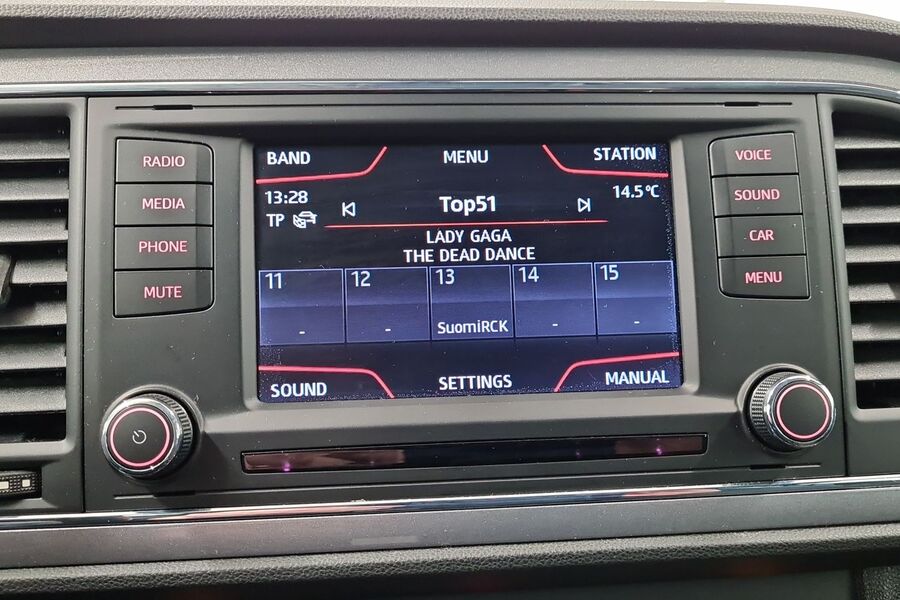 RADIO
MEDIA
PHONE
MUTE
BAND
MENU
STATION
13:28
14.5°C
TP
Top51
LADY GAGA
THE DEAD DANCE
11
12
13
14
15
-
-
SuomiRCK
-
-
SOUND
SETTINGS
MANUAL
VOICE
SOUND
CAR
MENU